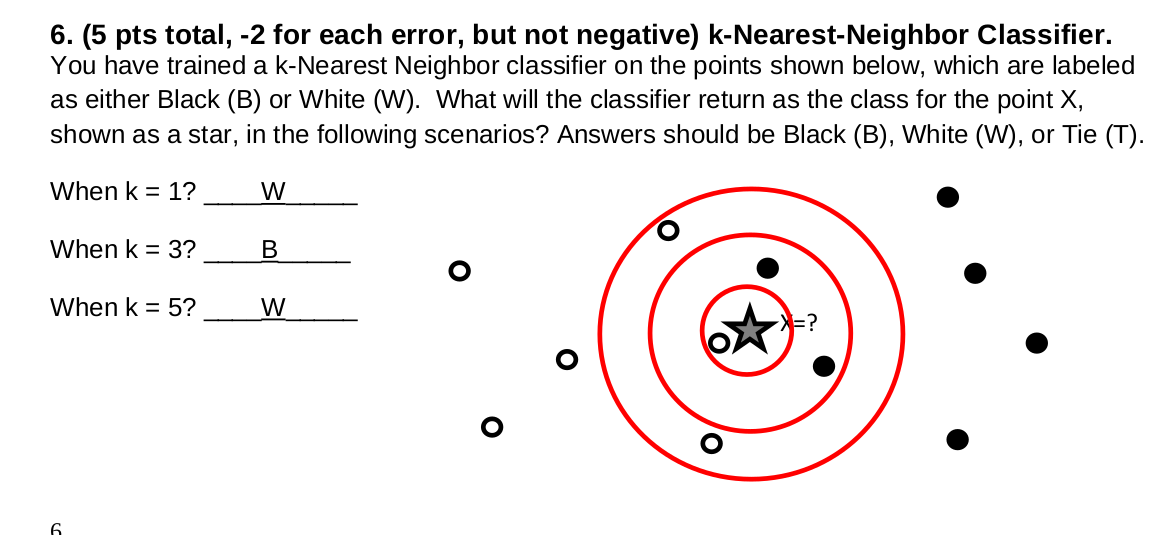 6. (5 pts total, -2 for each error, but not negative) k-Nearest-Neighbor Classifier.
You have trained a k-Nearest Neighbor classifier on the points shown below, which are labeled
as either Black (B) or White (W).  What will the classifier return as the class for the point X,
shown as a star, in the following scenarios? Answers should be Black (B), White (W), or Tie (T).
When k = 1? ____W_____
When k = 3? ____B_____
When k = 5? ____W_____
X=?
6